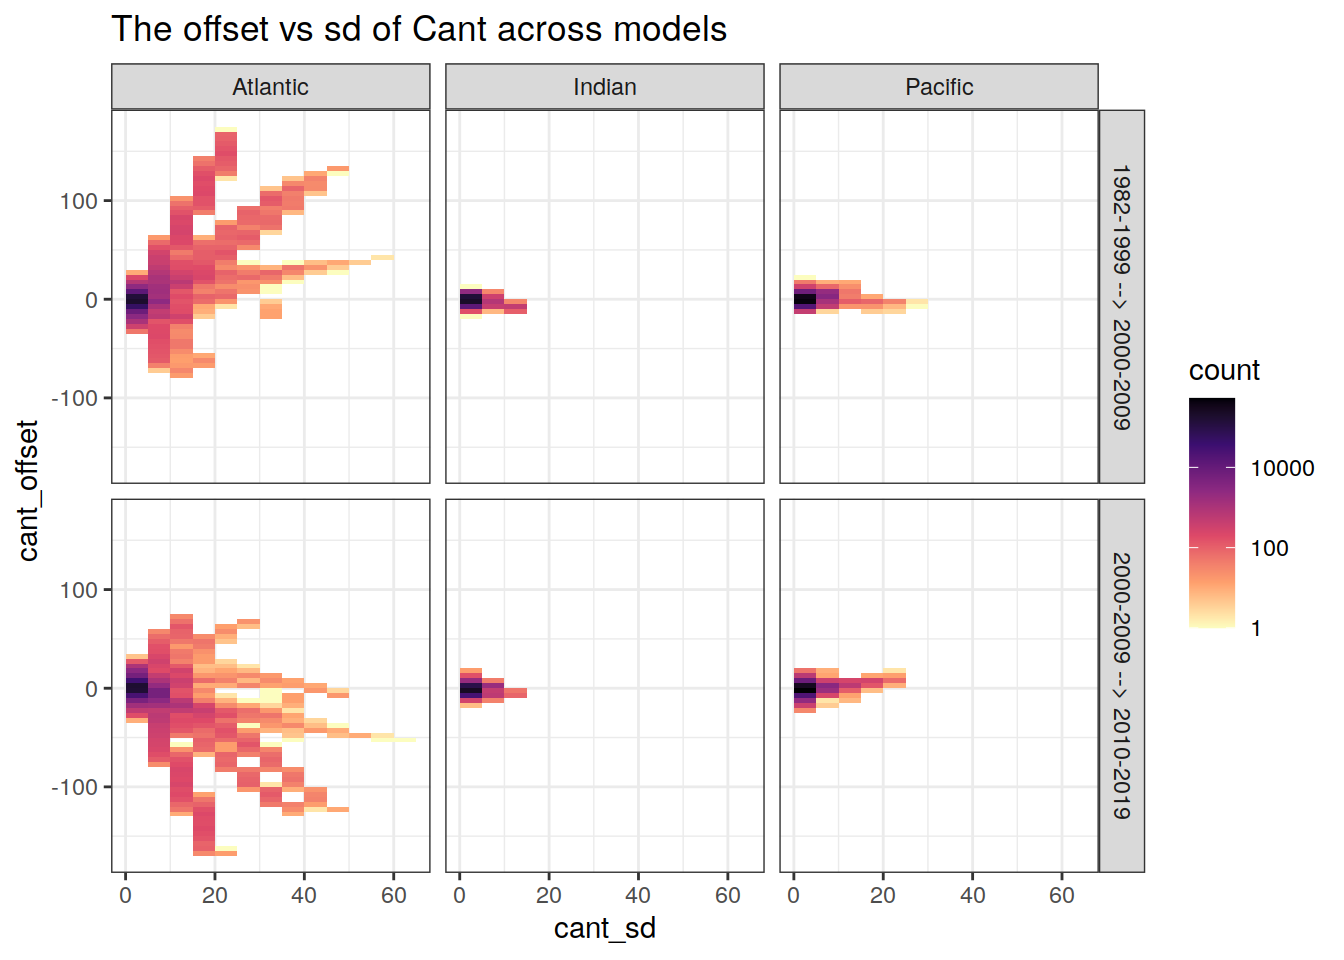 The offset vs sd of Cant across models
Atlantic
Indian
Pacific
cant_offset
100
0
-100
1982-1999 --> 2000-2009
100
0
-100
2000-2009 --> 2010-2019
0 20 40 60
0 20 40 60
0 20 40 60
cant_sd
count
10000
100
1